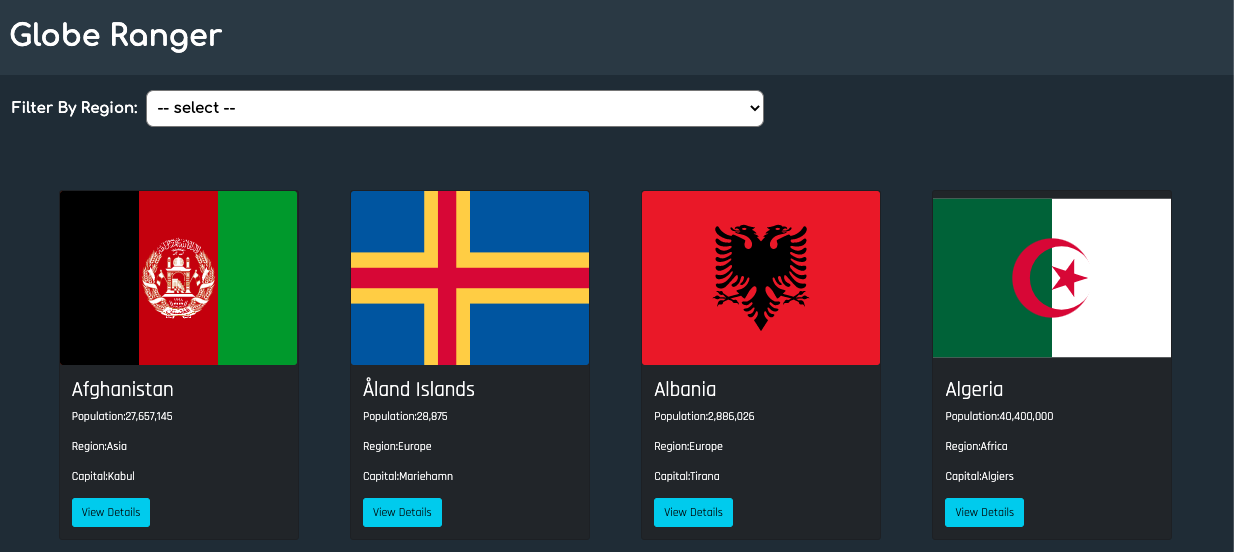 Globe Ranger
Filter By Region: -- select --
Afghanistan
Population:27,657,145
Region:Asia
Capital:Kabul
View Details
Åland Islands
Population:28,875
Region:Europe
Capital:Mariehamn
View Details
Albania
Population:2,886,026
Region:Europe
Capital:Tirana
View Details
Algeria
Population:40,400,000
Region:Africa
Capital:Algiers
View Details